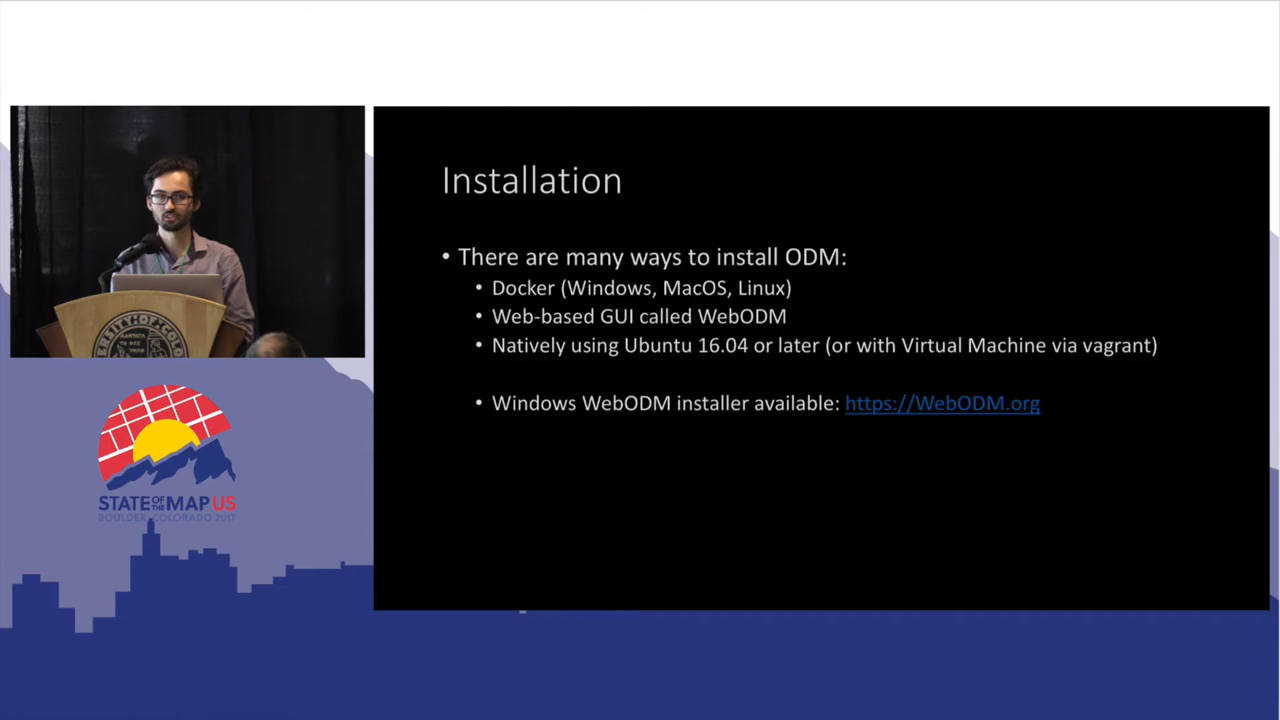 Installation
• There are many ways to install ODM:
• Docker (Windows, MacOS, Linux)
• Web-based GUI called WebODM
• Natively using Ubuntu 16.04 or later (or with Virtual Machine via vagrant)
• Windows WebODM installer available: https://WebODM.org
STATE OF THE MAP US
BOULDER, COLORADO 2017